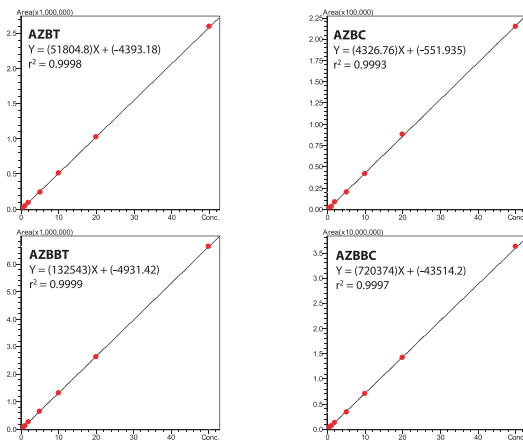 Area(x1,000,000)
AZBT
Y = (51804.8)X + (-4393.18)
r² = 0.9998
2.5
2.0
1.5
1.0
0.5
0.0
0 10 20 30 40 Conc.
Area(x100,000)
AZBC
Y = (4326.76)X + (-551.935)
r² = 0.9993
2.25
2.00
1.75
1.50
1.25
1.00
0.75
0.50
0.25
0.00
0 10 20 30 40 Conc.
Area(x1,000,000)
AZBBT
Y = (132543)X + (-4931.42)
r² = 0.9999
6.0
5.0
4.0
3.0
2.0
1.0
0.0
0 10 20 30 40 Conc.
Area(x10,000,000)
AZBBC
Y = (720374)X + (-43514.2)
r² = 0.9997
3.5
3.0
2.5
2.0
1.5
1.0
0.5
0.0
0 10 20 30 40 Conc.